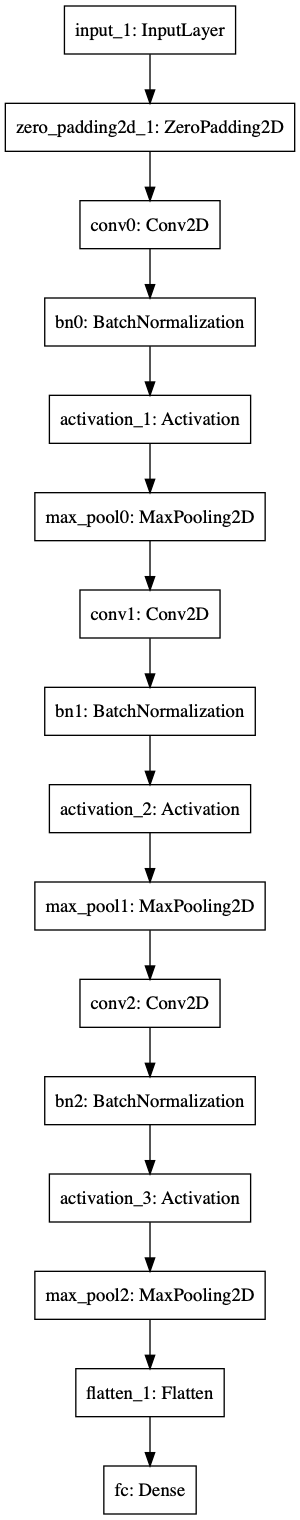 input_1: InputLayer
zero_padding2d_1: ZeroPadding2D
conv0: Conv2D
bn0: BatchNormalization
activation_1: Activation
max_pool0: MaxPooling2D
conv1: Conv2D
bn1: BatchNormalization
activation_2: Activation
max_pool1: MaxPooling2D
conv2: Conv2D
bn2: BatchNormalization
activation_3: Activation
max_pool2: MaxPooling2D
flatten_1: Flatten
fc: Dense